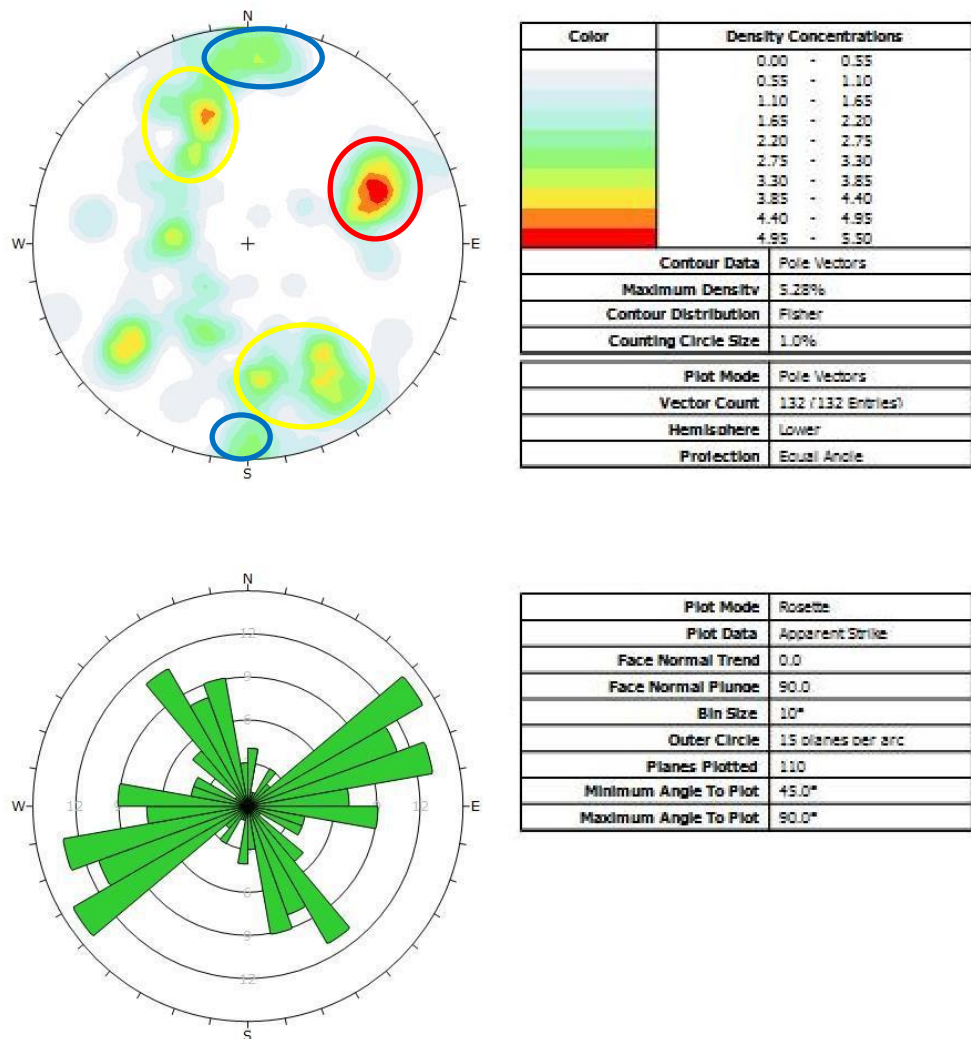 N
W
E
S
Color Density Concentrations
0.00 - 0.55
0.55 - 1.10
1.10 - 1.65
1.65 - 2.20
2.20 - 2.75
2.75 - 3.30
3.30 - 3.85
3.85 - 4.40
4.40 - 4.95
4.95 - 5.50
Contour Data Pole Vectors
Maximum Density 5.28%
Contour Distribution Fisher
Counting Circle Size 1.0%
Plot Mode Pole Vectors
Vector Count 132 (132 Entries)
Hemisphere Lower
Projection Equal Angle
N
12
9
6
W 12 9 12 E
6
9
12
S
Plot Mode Rosette
Plot Data Apparent Strike
Face Normal Trend 0.0
Face Normal Plunge 90.0
Bin Size 10°
Outer Circle 15 planes per arc
Planes Plotted 110
Minimum Angle To Plot 45.0°
Maximum Angle To Plot 90.0°